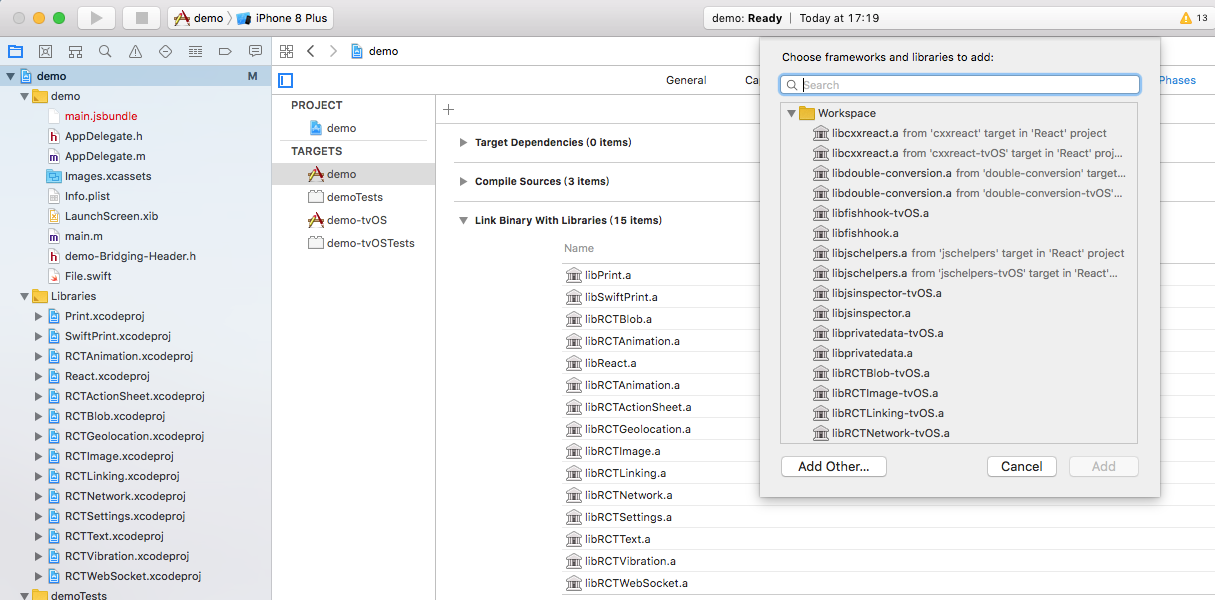 demo iPhone 8 Plus
demo: Ready | Today at 17:19
13
demo
demo M
demo
main.jsbundle
AppDelegate.h
AppDelegate.m
Images.xcassets
Info.plist
LaunchScreen.xib
main.m
demo-Bridging-Header.h
File.swift
Libraries
Print.xcodeproj
SwiftPrint.xcodeproj
RCTAnimation.xcodeproj
React.xcodeproj
RCTActionSheet.xcodeproj
RCTBlob.xcodeproj
RCTGeolocation.xcodeproj
RCTImage.xcodeproj
RCTLinking.xcodeproj
RCTNetwork.xcodeproj
RCTSettings.xcodeproj
RCTText.xcodeproj
RCTVibration.xcodeproj
RCTWebSocket.xcodeproj
demoTests
PROJECT
demo
TARGETS
demo
demoTests
demo-tvOS
demo-tvOSTests
General
Ca
Phases
Target Dependencies (0 items)
Compile Sources (3 items)
Link Binary With Libraries (15 items)
Name
libPrint.a
libSwiftPrint.a
libRCTBlob.a
libRCTAnimation.a
libReact.a
libRCTAnimation.a
libRCTActionSheet.a
libRCTGeolocation.a
libRCTImage.a
libRCTLinking.a
libRCTNetwork.a
libRCTSettings.a
libRCTText.a
libRCTVibration.a
libRCTWebSocket.a
Choose frameworks and libraries to add:
Search
Workspace
libcxxreact.a from 'cxxreact' target in 'React' project
libcxxreact.a from 'cxxreact-tvOS' target in 'React' proj...
libdouble-conversion.a from 'double-conversion' target...
libdouble-conversion.a from 'double-conversion-tvOS'...
libfishhook-tvOS.a
libfishhook.a
libjschelpers.a from 'jschelpers' target in 'React' project
libjschelpers.a from 'jschelpers-tvOS' target in 'React'...
libjsinspector-tvOS.a
libjsinspector.a
libprivatedata-tvOS.a
libprivatedata.a
libRCTBlob-tvOS.a
libRCTImage-tvOS.a
libRCTLinking-tvOS.a
libRCTNetwork-tvOS.a
Add Other...
Cancel
Add